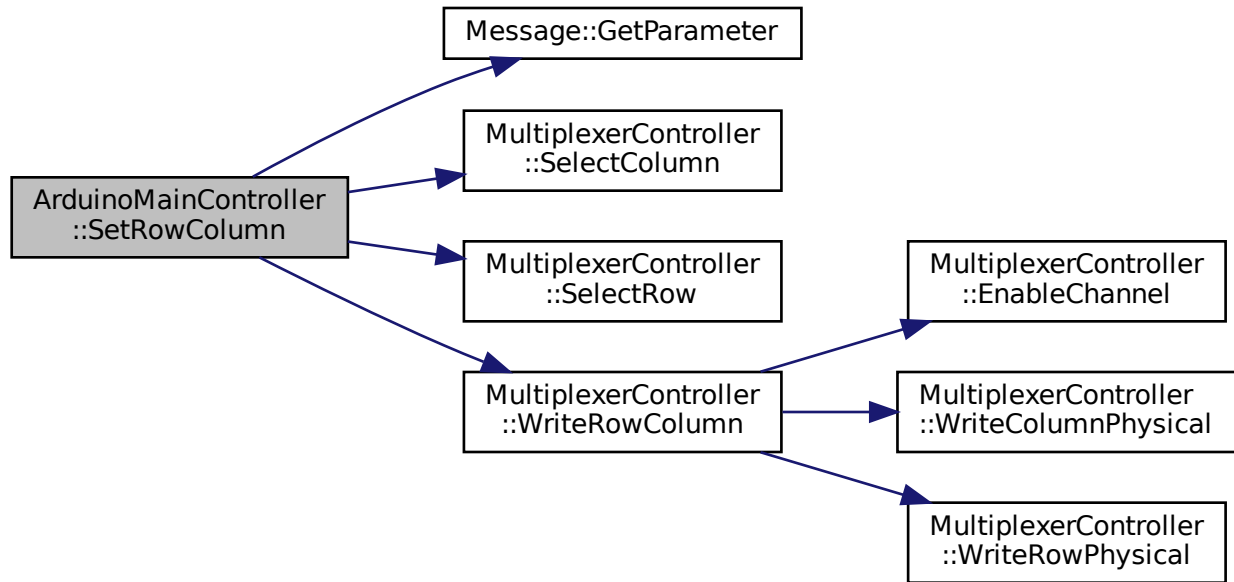 Message::GetParameter
MultiplexerController
::SelectColumn
ArduinoMainController
::SetRowColumn
MultiplexerController
::SelectRow
MultiplexerController
::EnableChannel
MultiplexerController
::WriteRowColumn
MultiplexerController
::WriteColumnPhysical
MultiplexerController
::WriteRowPhysical